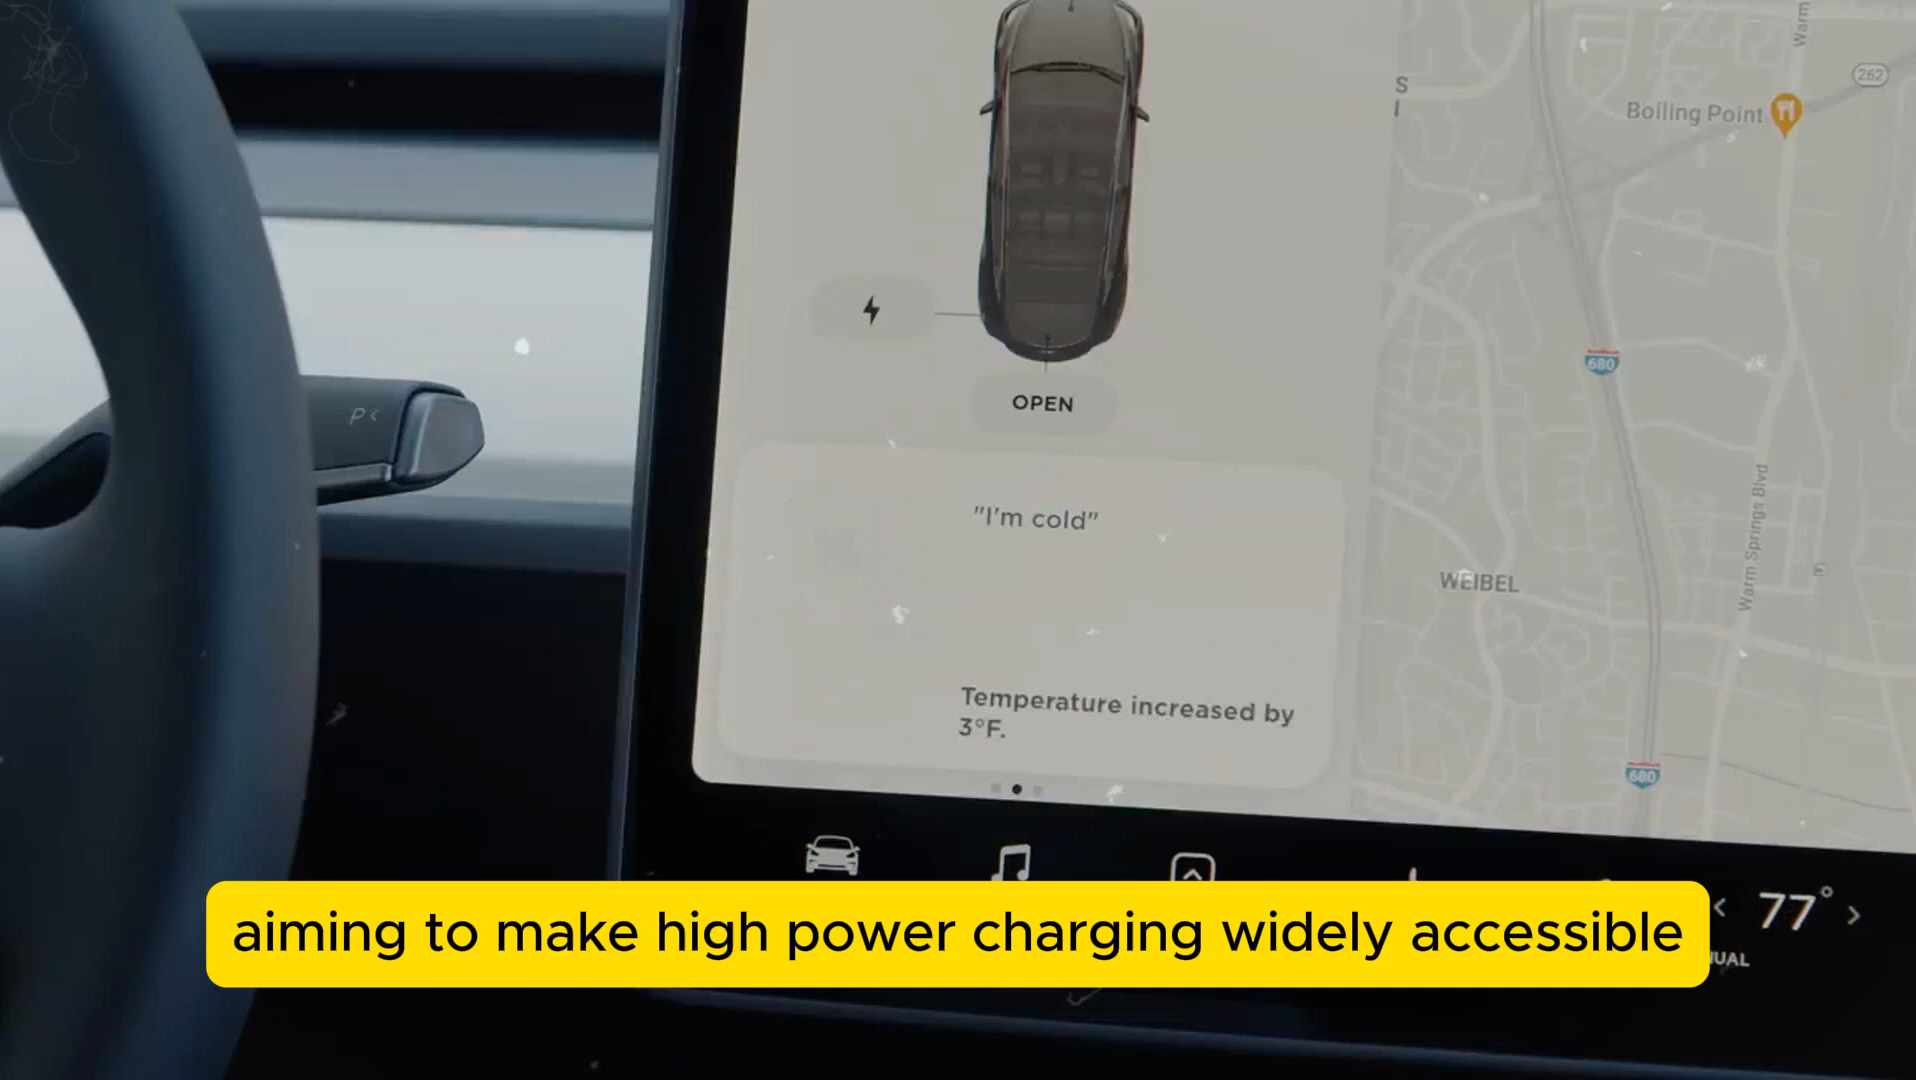 Warm
262
S
I
Boiling Point
P<
680
OPEN
"I'm cold"
Warm Springs Blvd
WEIBEL
Temperature increased by
3°F.
680
< 77° >
aiming to make high power charging widely accessible